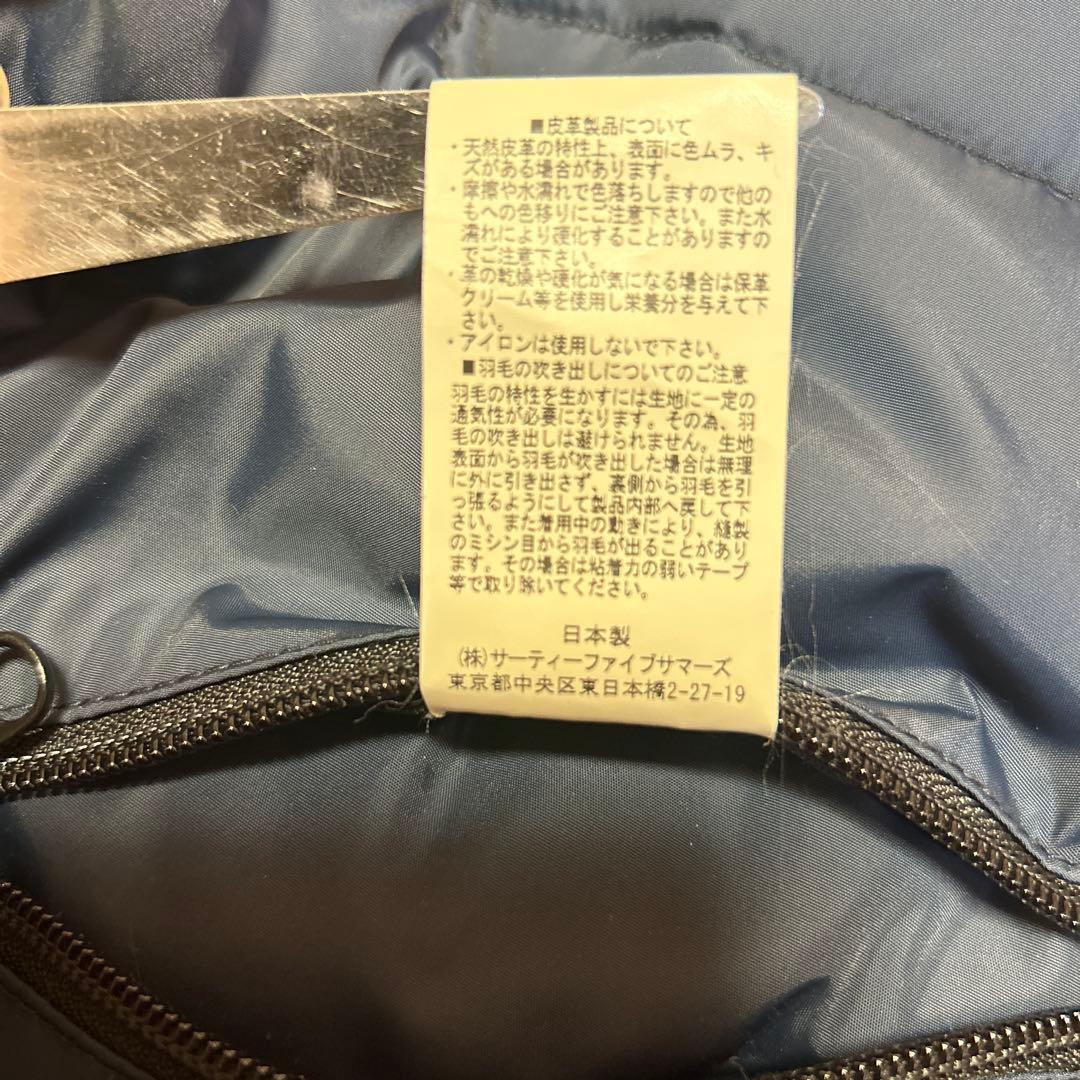 ■皮革製品について
・天然皮革の特性上、表面に色ムラ、キ
ズがある場合があります。
・摩擦や水濡れで色落ちしますので他の
もへの色移りにご注意下さい。また水
濡れにより硬化することがありますの
でご注意下さい。
・革の乾燥や硬化が気になる場合は保革
クリーム等を使用し栄養分を与えて下
さい。
・アイロンは使用しないで下さい。
■羽毛の吹き出しについてのご注意
羽毛の特性を生かすには生地に一定の
通気性が必要になります。その為、羽
毛の吹き出しは避けられません。生地
表面から羽毛が吹き出した場合は無理
に外に引き出さず、裏側から羽毛を引
っ張るようにして製品内部へ戻して下
さい。また着用中の動きにより、縫製
のミシン目から羽毛が出ることがあり
ます。その場合は粘着力の弱いテープ
等で取り除いてください。
日本製
(株)サーティーファイブサマーズ
東京都中央区東日本橋2-27-19